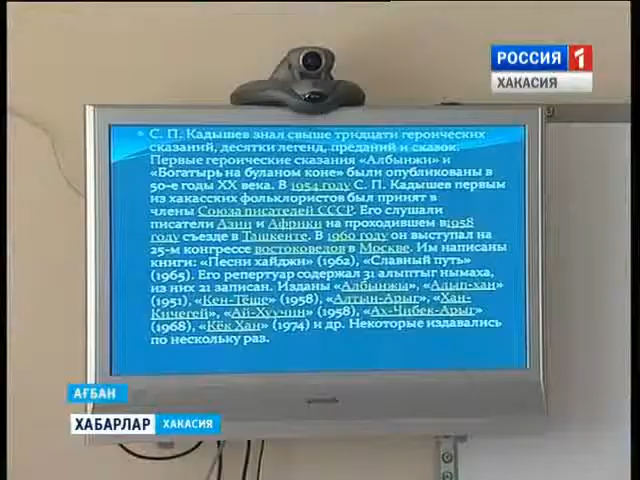 РОССИЯ 1
ХАКАСИЯ
С. П. Кадышев знал свыше тридцати героических
сказаний, десятки легенд, преданий и сказок.
Первые героические сказания «Албынжи» и
«Богатырь на буланом коне» были опубликованы в
50-е годы XX века. В 1954 году С. П. Кадышев первым
из хакасских фольклористов был принят в
члены Союза писателей СССР. Его слушали
писатели Азии и Африки на проходившем в1958
году съезде в Ташкенте. В 1960 году он выступал на
25-м конгрессе востоковедов в Москве. Им написаны
книги: «Песни хайджи» (1962), «Славный путь»
(1965). Его репертуар содержал 31 алыптыг нымаха,
из них 21 записан. Изданы «Албынжы», «Алып-хан»
(1951), «Кен-Тёше» (1958), «Алтын-Арыг», «Хан-
Кичегей», «Ай-Хуучин» (1958), «Ах-Чибек-Арыг»
(1968), «Кёк Хан» (1974) и др. Некоторые издавались
по нескольку раз.
АҒБАН
ХАБАРЛАР ХАКАСИЯ